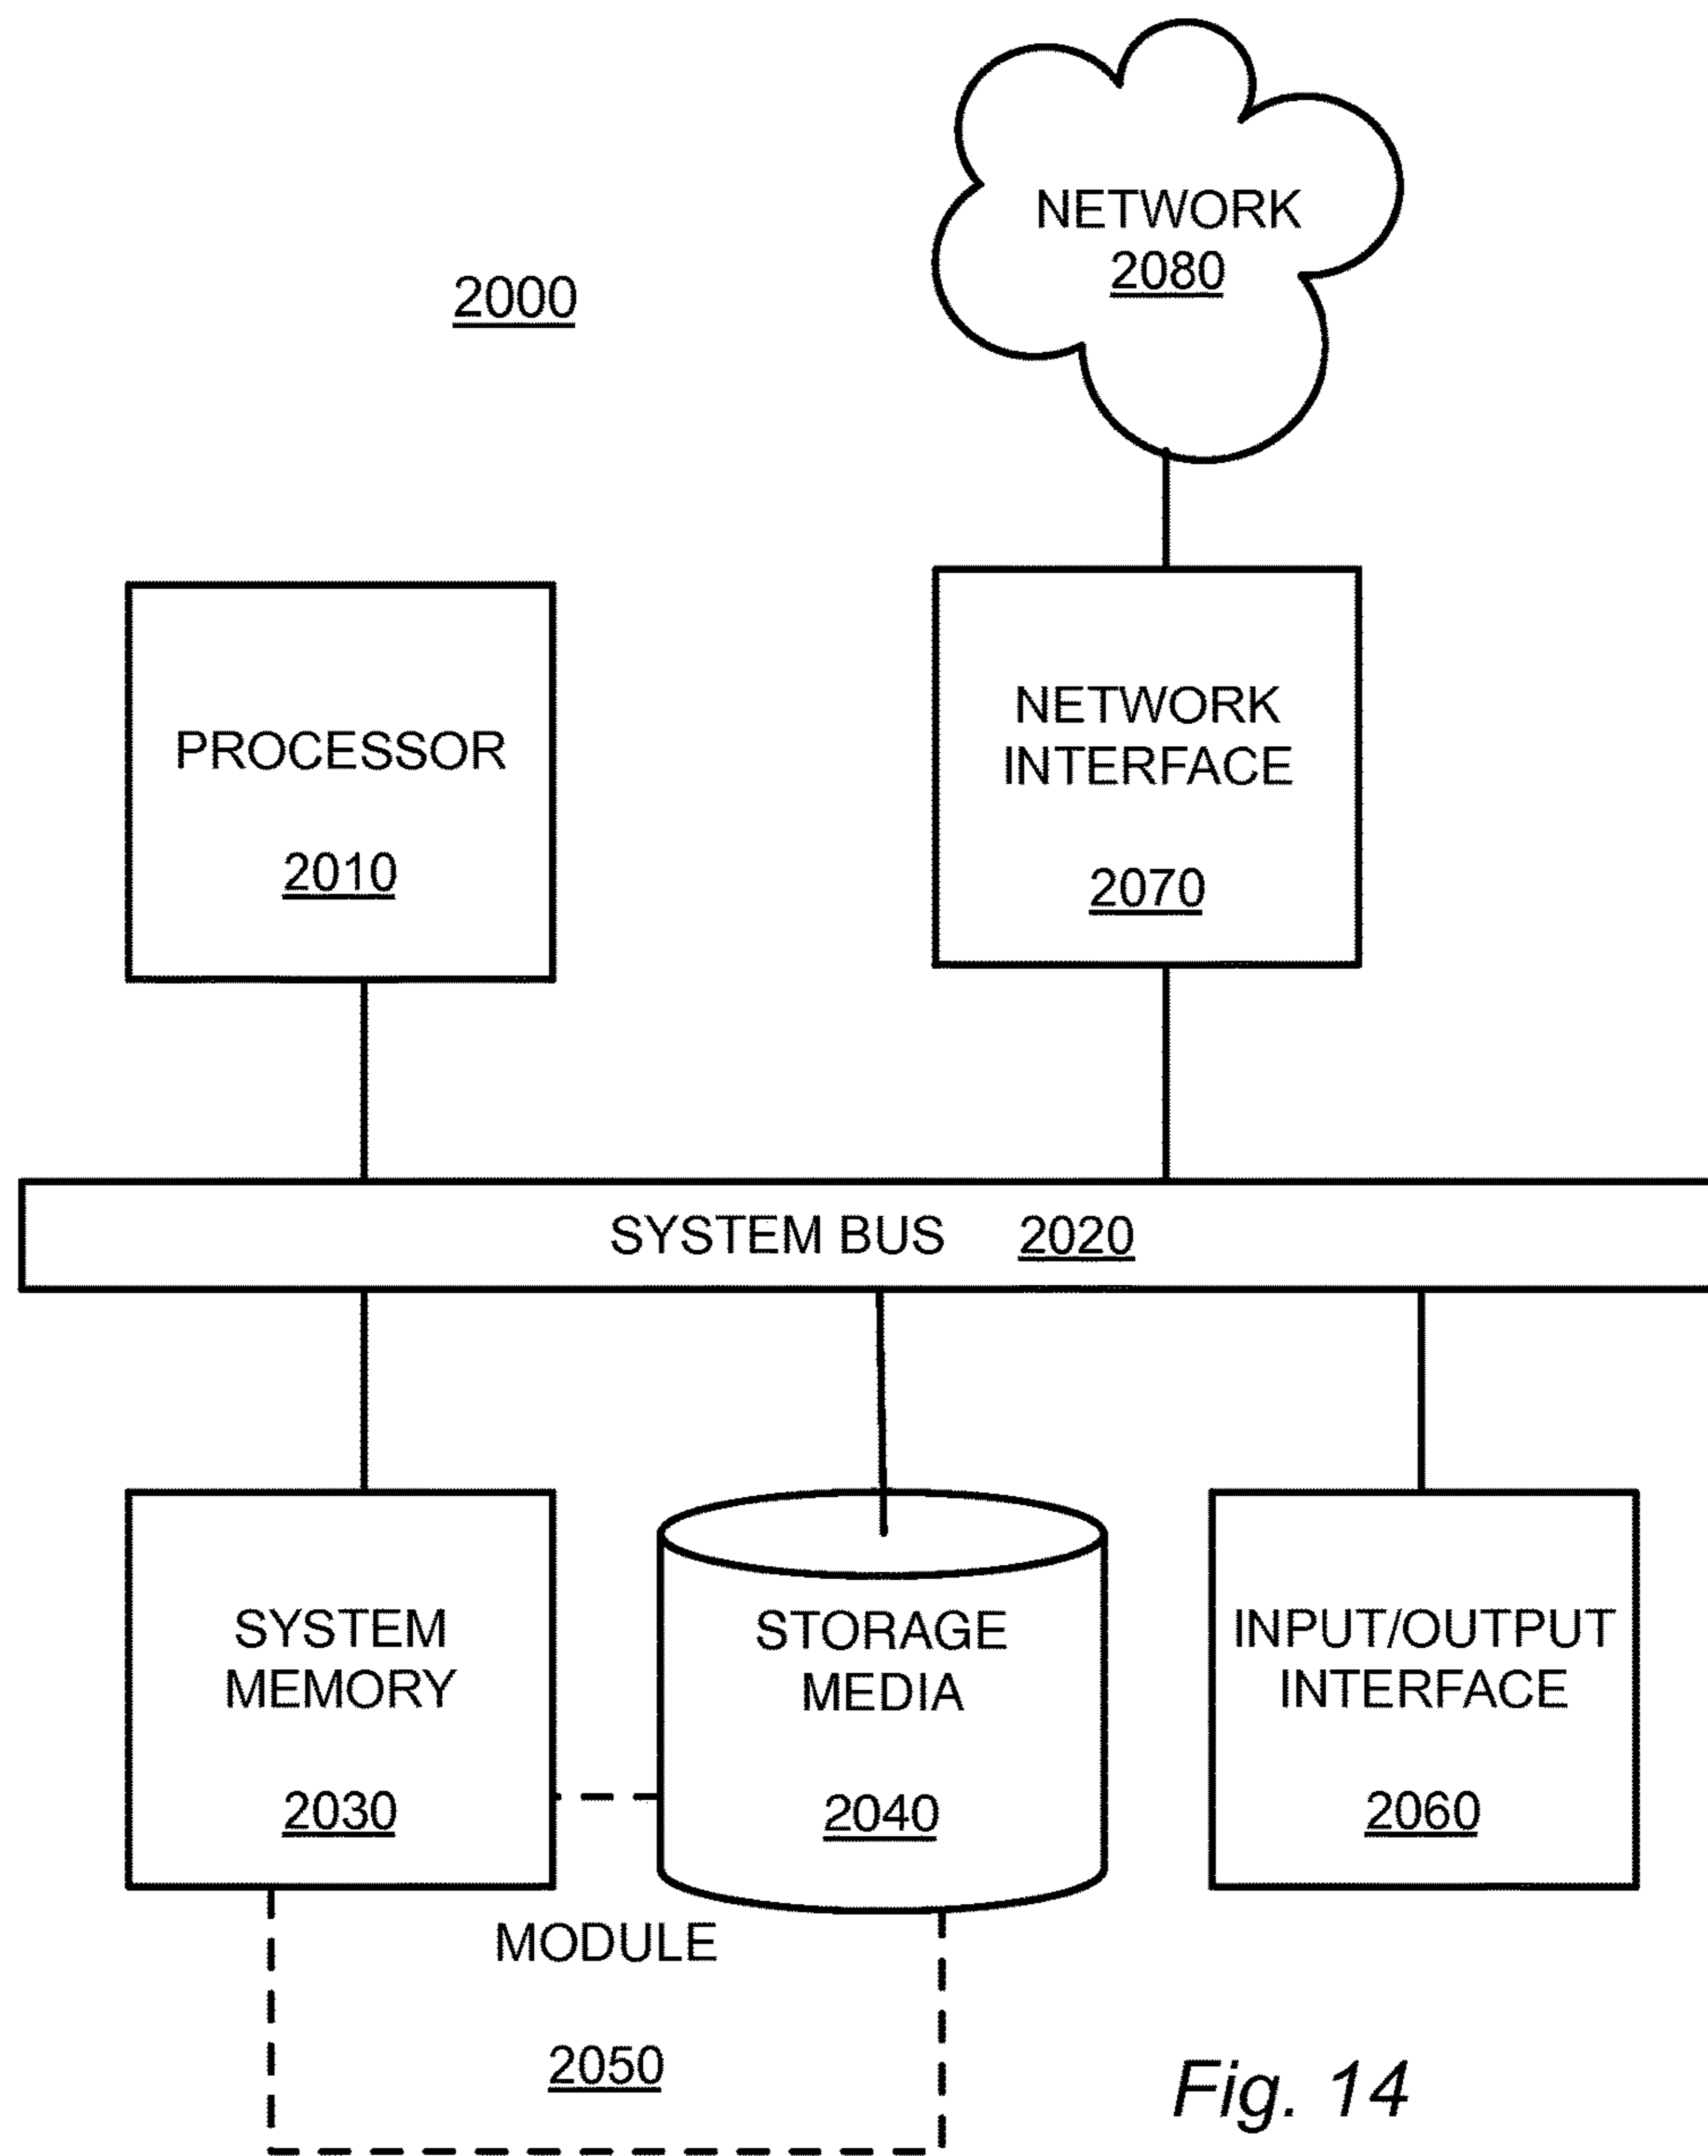 NETWORK
2080
2000
PROCESSOR
2010
NETWORK
INTERFACE
2070
SYSTEM BUS 2020
SYSTEM
MEMORY
2030
STORAGE
MEDIA
2040
INPUT/OUTPUT
INTERFACE
2060
MODULE
2050
Fig. 14